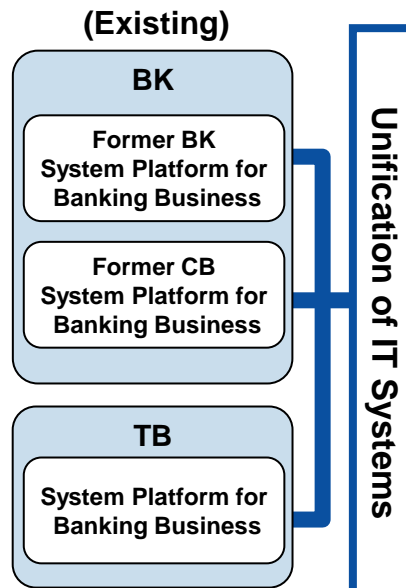 (Existing)
BK
Former BK
System Platform for
Banking Business
Former CB
System Platform for
Banking Business
TB
System Platform for
Banking Business
Unification of IT Systems